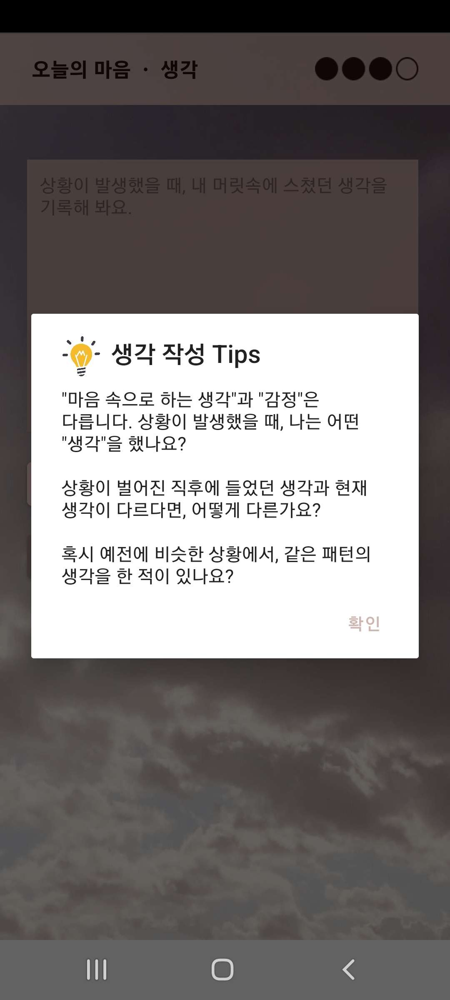 오늘의 마음 · 생각
상황이 발생했을 때, 내 머릿속에 스쳤던 생각을
기록해 봐요.
생각 작성 Tips
"마음 속으로 하는 생각"과 "감정"은
다릅니다. 상황이 발생했을 때, 나는 어떤
"생각"을 했나요?
상황이 벌어진 직후에 들었던 생각과 현재
생각이 다르다면, 어떻게 다른가요?
혹시 예전에 비슷한 상황에서, 같은 패턴의
생각을 한 적이 있나요?
확인